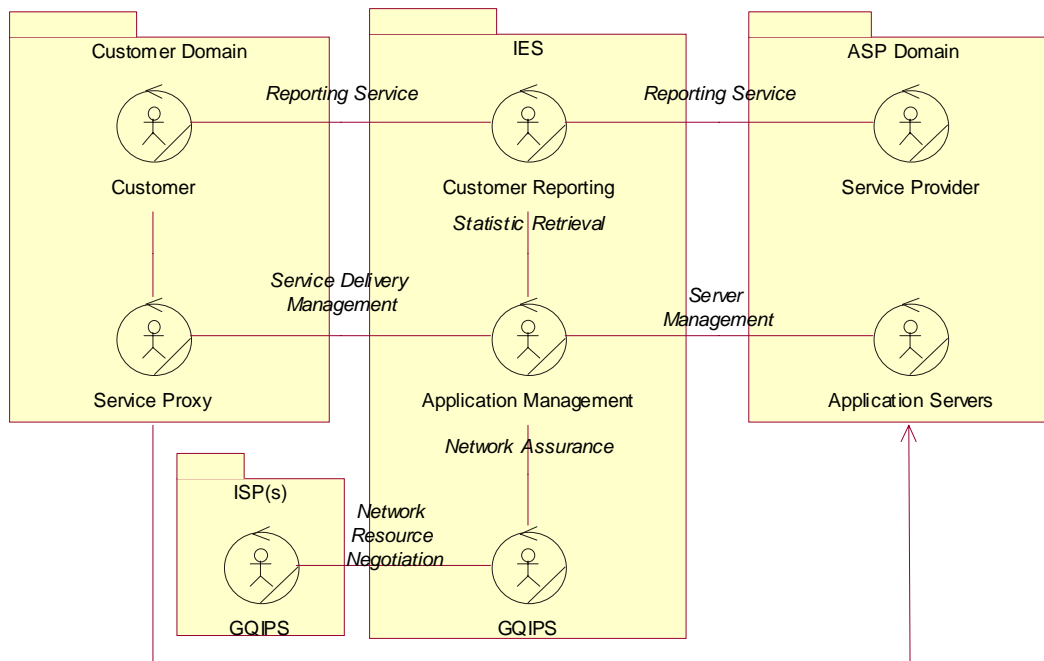 Customer Domain
IES
ASP Domain
Reporting Service
Reporting Service
Customer
Customer Reporting
Service Provider
Statistic Retrieval
Service Delivery
Management
Server
Management
Service Proxy
Application Management
Application Servers
Network Assurance
ISP(s)
Network
Resource
Negotiation
GQIPS
GQIPS